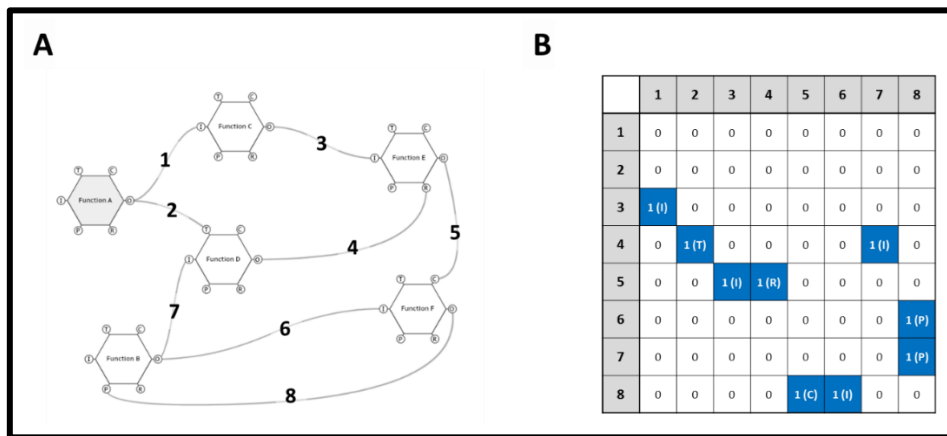 A
B
T C
I Function C O
P R
1
3
T C
I Function E O
P R
T C
I Function A O
P R
2
T C
I Function D O
P R
4
5
7
6
T C
I Function F O
P R
T C
I Function B O
P R
8
1 2 3 4 5 6 7 8
1 0 0 0 0 0 0 0 0
2 0 0 0 0 0 0 0 0
3 1 (I) 0 0 0 0 0 0 0
4 0 1 (T) 0 0 0 0 1 (I) 0
5 0 0 1 (I) 1 (R) 0 0 0 0
6 0 0 0 0 0 0 0 1 (P)
7 0 0 0 0 0 0 0 1 (P)
8 0 0 0 0 1 (C) 1 (I) 0 0